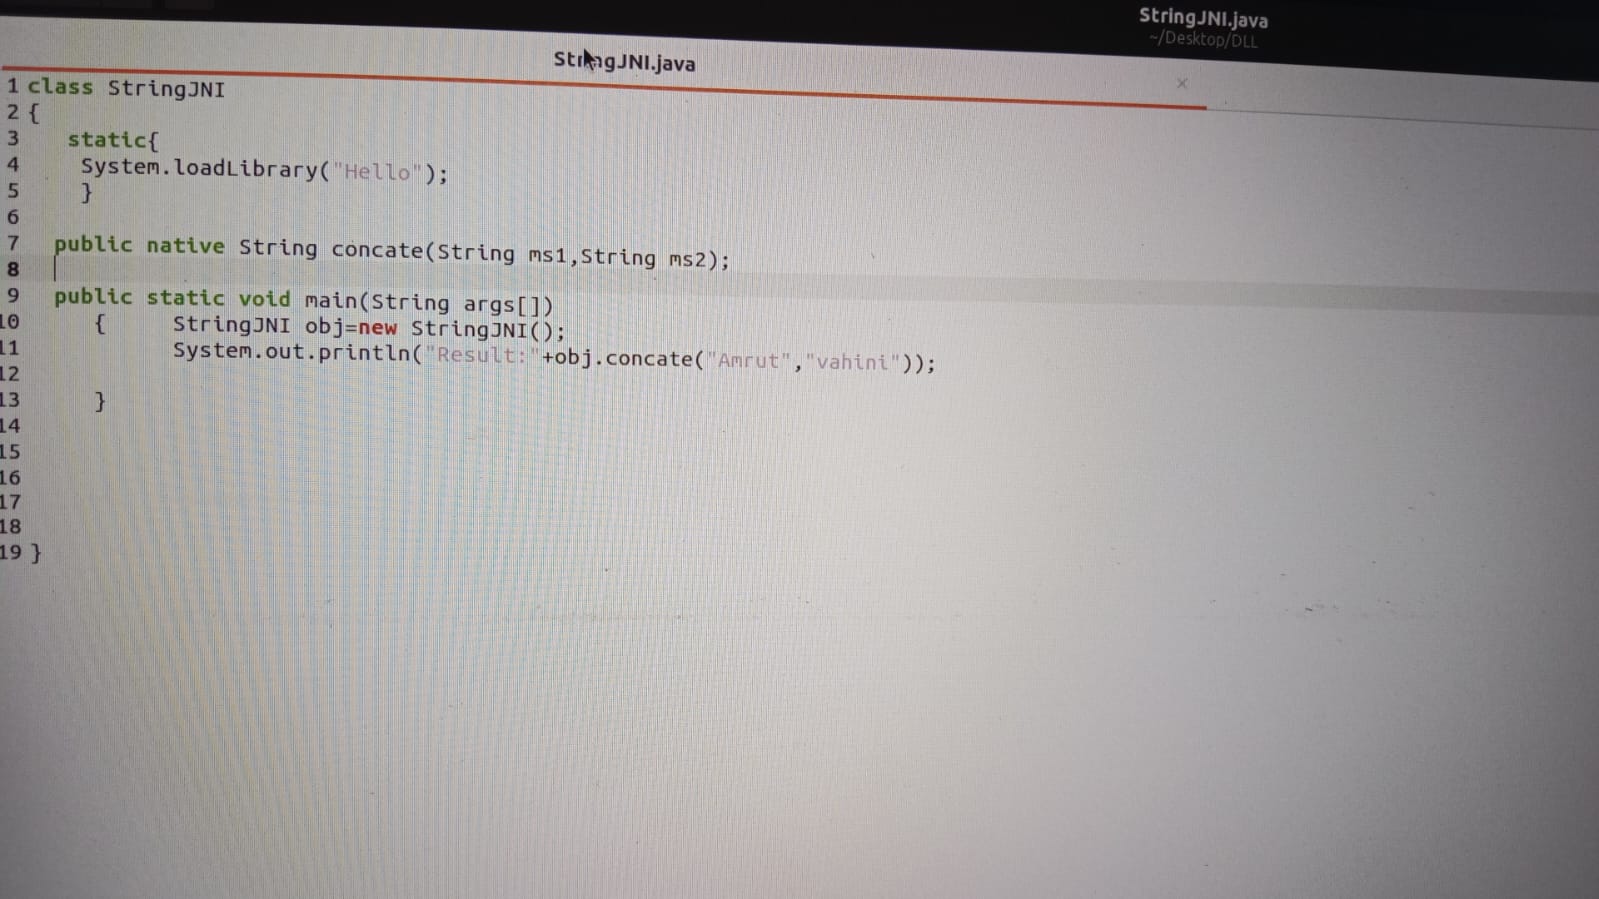 StringJNI.java
~/Desktop/DLL
StringJNI.java ×
1 class StringJNI
2 {
3 static{
4 System.loadLibrary("Hello");
5 }
6
7 public native String concate(String ms1,String ms2);
8
9 public static void main(String args[])
10 { StringJNI obj=new StringJNI();
11 System.out.println("Result:"+obj.concate("Amrut","vahini"));
12
13 }
14
15
16
17
18
19 }